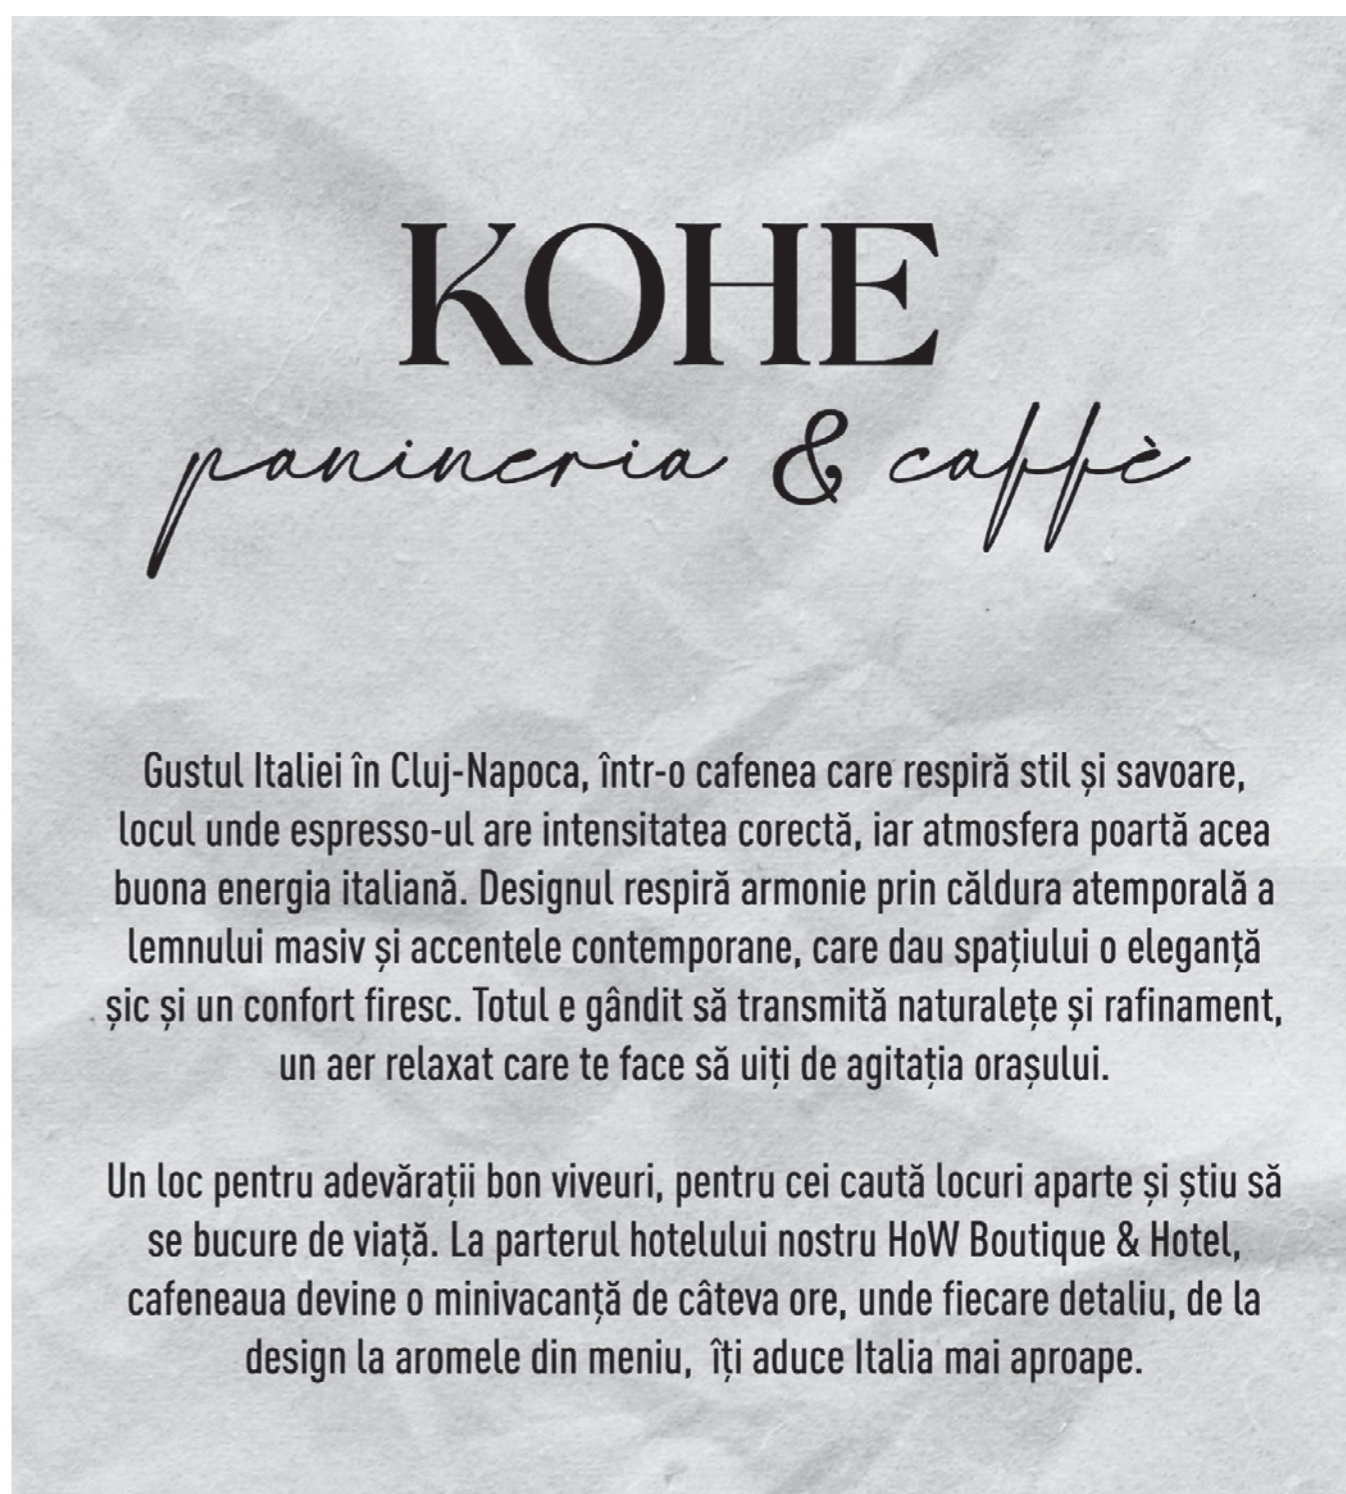 KOHE
panineria & caffè
Gustul Italiei în Cluj-Napoca, într-o cafenea care respiră stil și savoare,
locul unde espresso-ul are intensitatea corectă, iar atmosfera poartă acea
buona energia italiană. Designul respiră armonie prin căldura atemporală a
lemnului masiv și accentele contemporane, care dau spațiului o eleganță
șic și un confort firesc. Totul e gândit să transmită naturalețe și rafinament,
un aer relaxat care te face să uiți de agitația orașului.
Un loc pentru adevărații bon viveuri, pentru cei caută locuri aparte și știu să
se bucure de viață. La parterul hotelului nostru HoW Boutique & Hotel,
cafeneaua devine o minivacanță de câteva ore, unde fiecare detaliu, de la
design la aromele din meniu,  îți aduce Italia mai aproape.